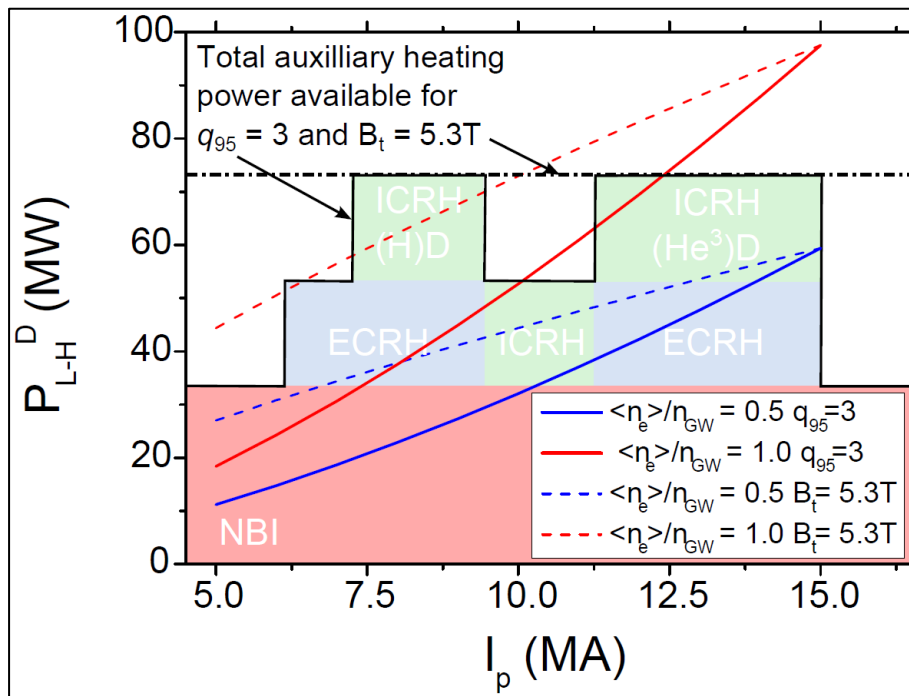 Total auxilliary heating
power available for
q95 = 3 and Bt = 5.3T
100
80
60
40
20
0
PL-H D (MW)
ICRH
(H)D
ICRH
(He3)D
ECRH
ICRH
ECRH
NBI
<ne>/nGW = 0.5 q95=3
<ne>/nGW = 1.0 q95=3
<ne>/nGW = 0.5 Bt= 5.3T
<ne>/nGW = 1.0 Bt= 5.3T
5.0 7.5 10.0 12.5 15.0
Ip (MA)